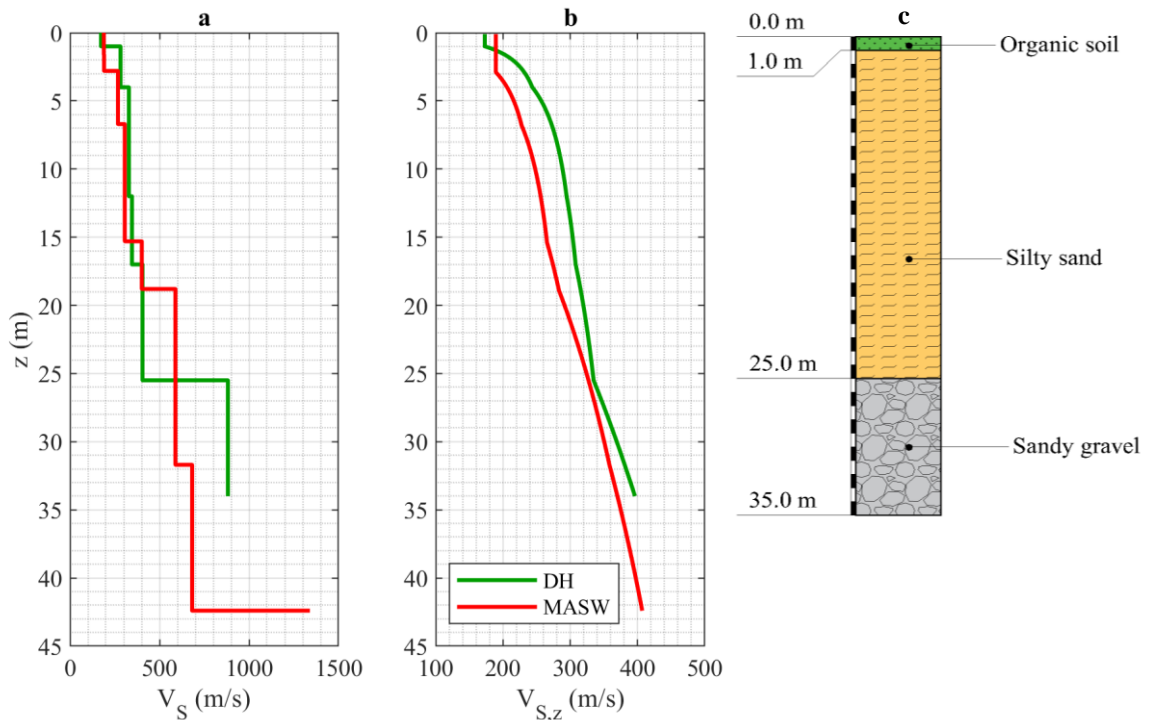 a
0
5
10
15
20
25
30
35
40
45
z (m)
0 500 1000 1500
V_S (m/s)
b
0
5
10
15
20
25
30
35
40
45
DH
MASW
100 200 300 400 500
V_S,z (m/s)
c
0.0 m
Organic soil
1.0 m
Silty sand
25.0 m
Sandy gravel
35.0 m